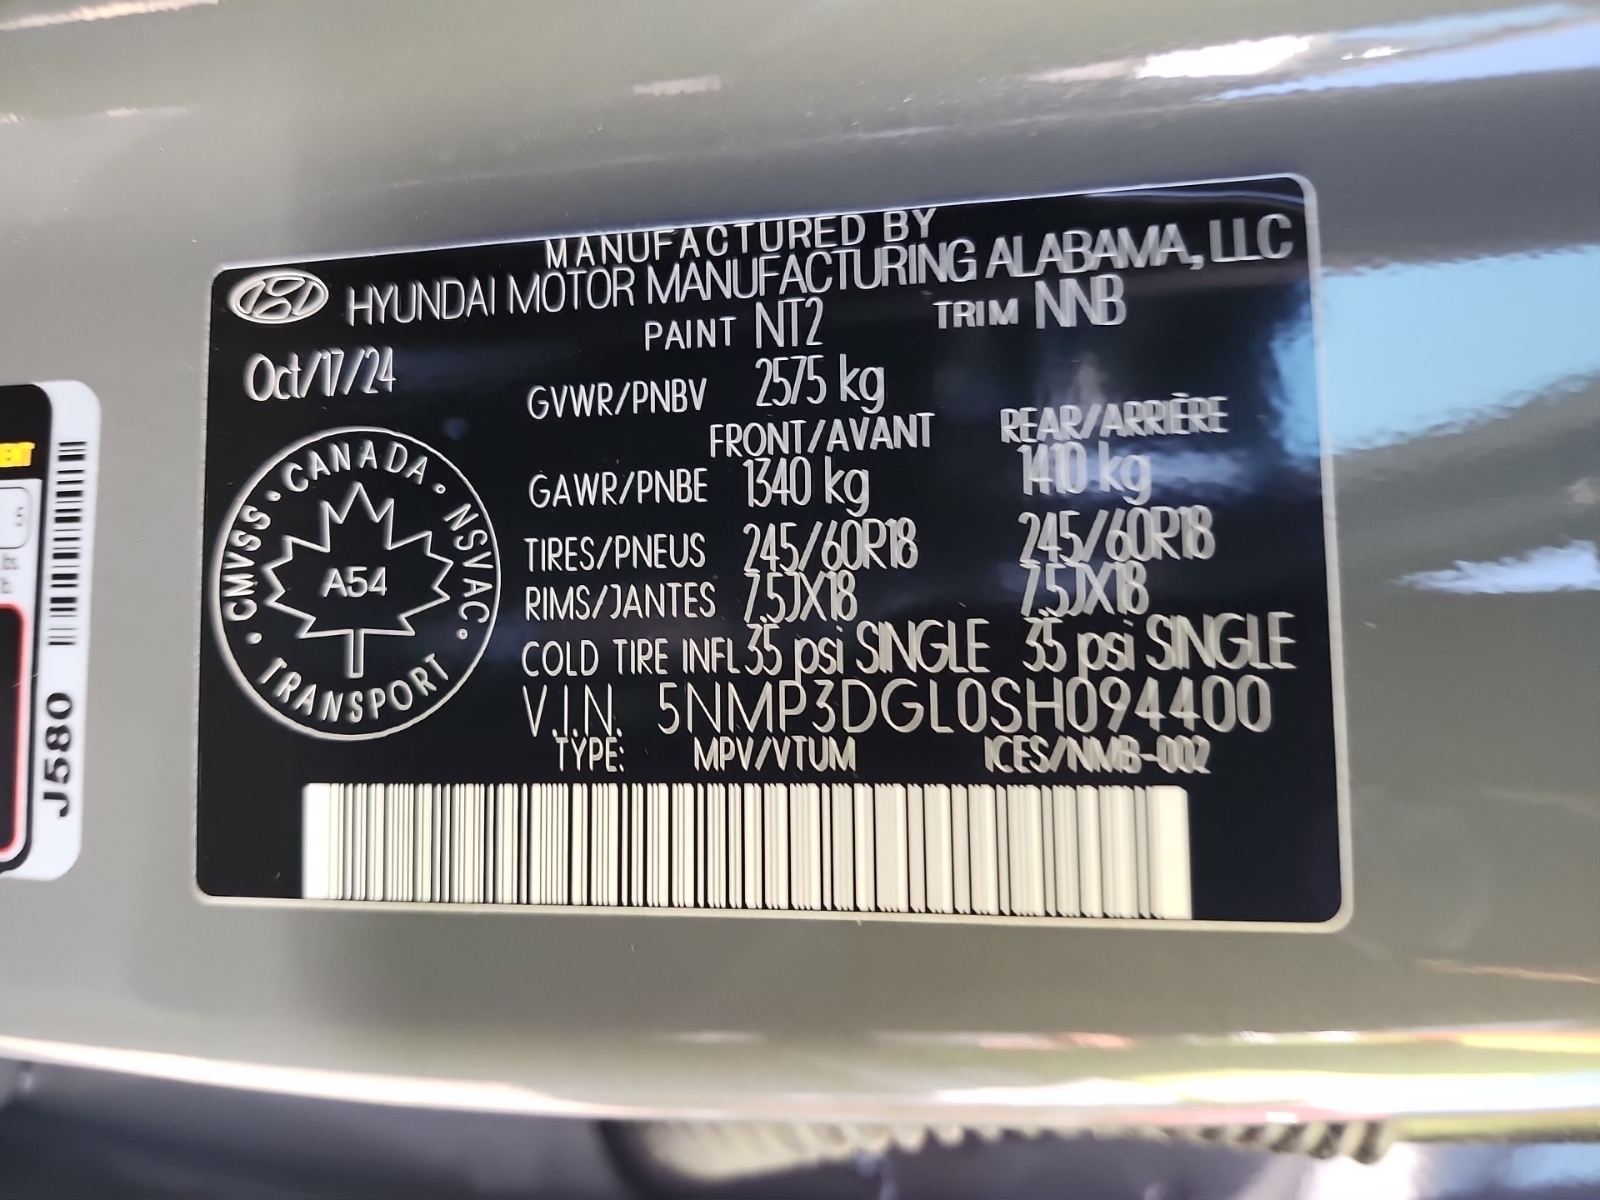 MANUFACTURED BY
HYUNDAI MOTOR MANUFACTURING ALABAMA, LLC
PAINT NT2 TRIM NNB
Oct/17/24
GVWR/PNBV 2575 kg
FRONT/AVANT REAR/ARRIÈRE
GAWR/PNBE 1340 kg 1410 kg
TIRES/PNEUS 245/60R18 245/60R18
RIMS/JANTES 7.5JX18 7.5JX18
COLD TIRE INFL 35 psi SINGLE 35 psi SINGLE
V.I.N. 5NMP3DGL0SH094400
TYPE: MPV/VTUM ICES/NMB-002
CMVSS • CANADA • NSVAC • TRANSPORT •
A54
J580
5